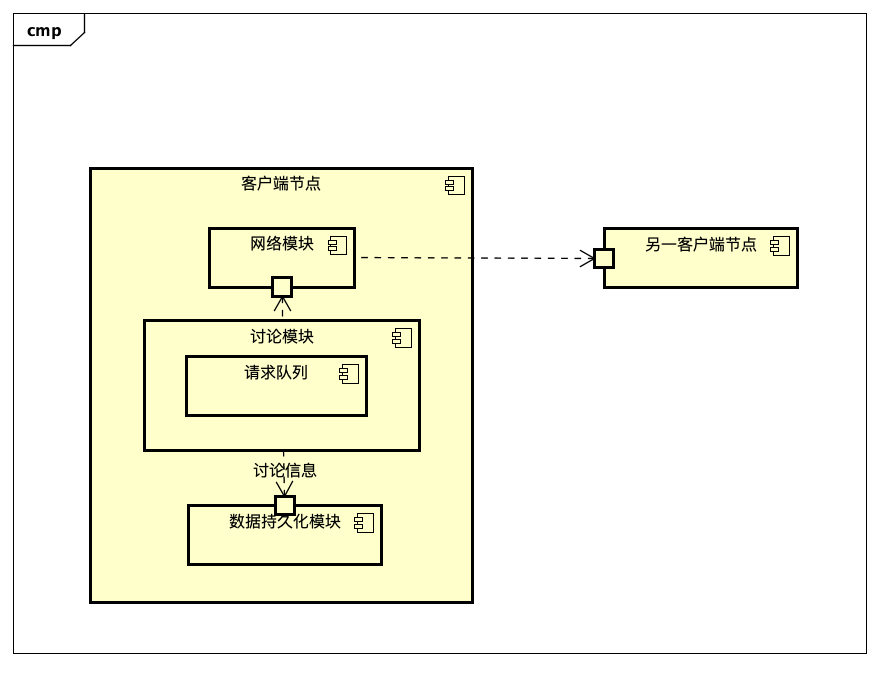 cmp
客户端节点
网络模块
另一客户端节点
讨论模块
请求队列
讨论信息
数据持久化模块